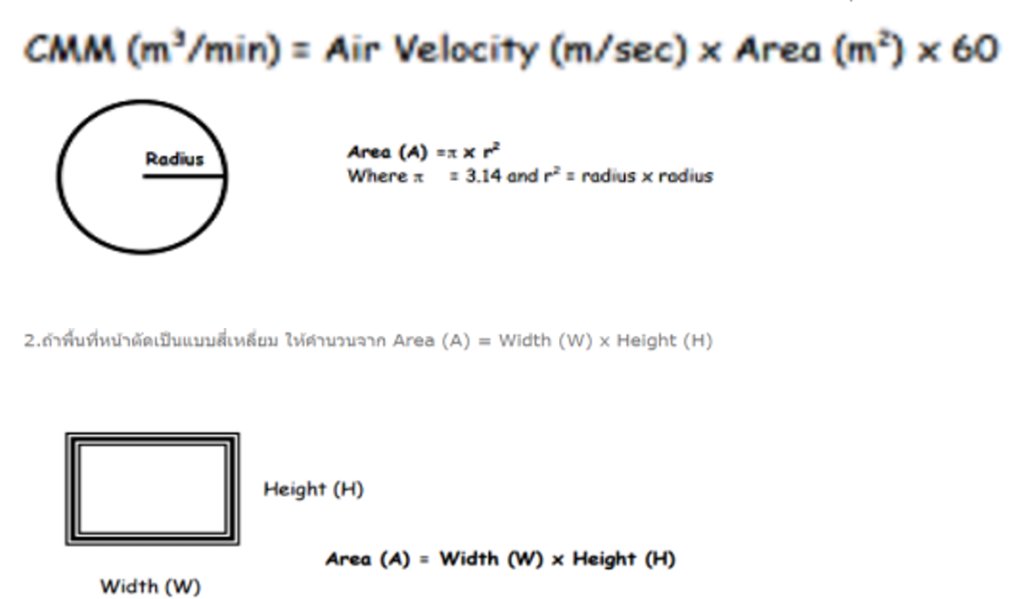 CMM (m³/min) = Air Velocity (m/sec) x Area (m²) x 60
Radius
Area (A) =π x r²
Where π = 3.14 and r² = radius x radius
2.ถ้าพื้นที่หน้าตัดเป็นแบบสี่เหลี่ยม ให้คำนวนจาก Area (A) = Width (W) x Height (H)
Height (H)
Area (A) = Width (W) x Height (H)
Width (W)